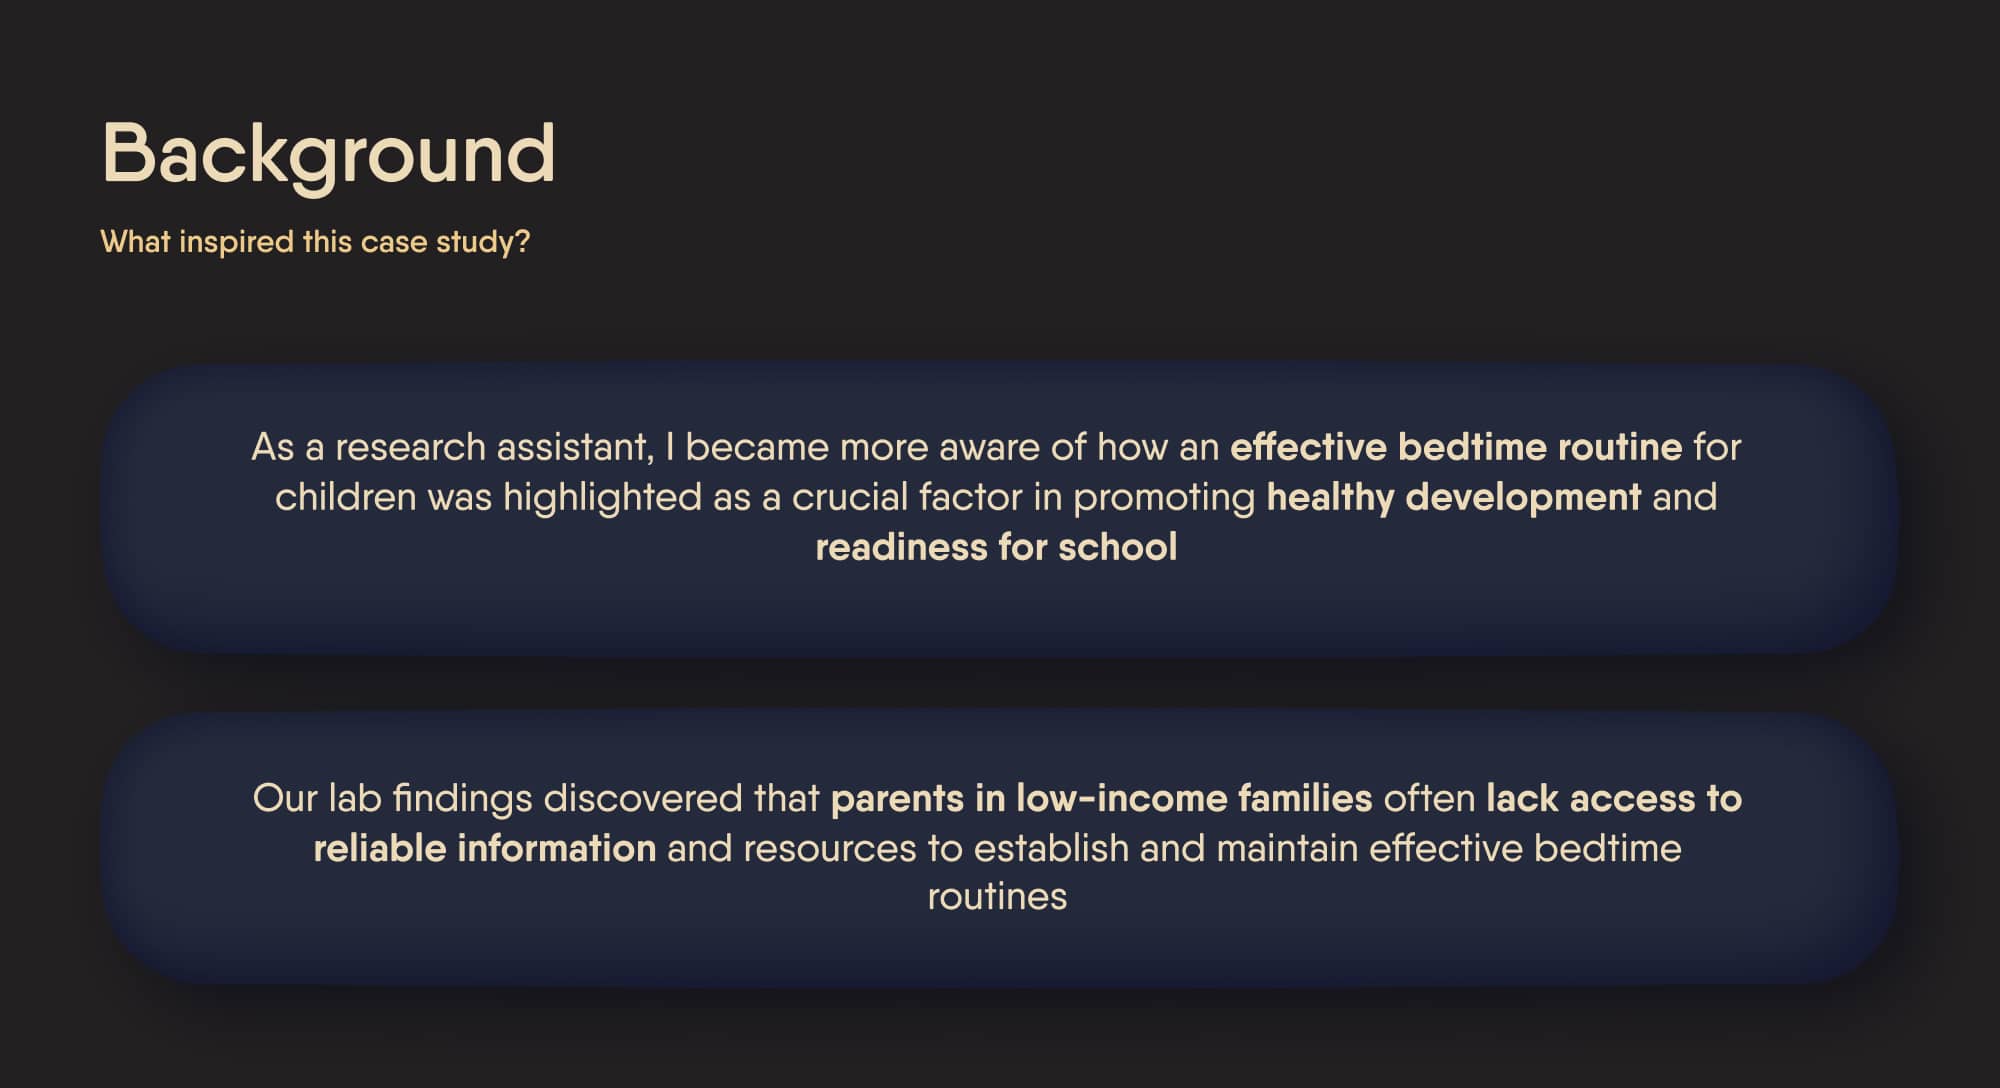 Background
What inspired this case study?
As a research assistant, I became more aware of how an effective bedtime routine for
children was highlighted as a crucial factor in promoting healthy development and
readiness for school
Our lab findings discovered that parents in low-income families often lack access to
reliable information and resources to establish and maintain effective bedtime
routines